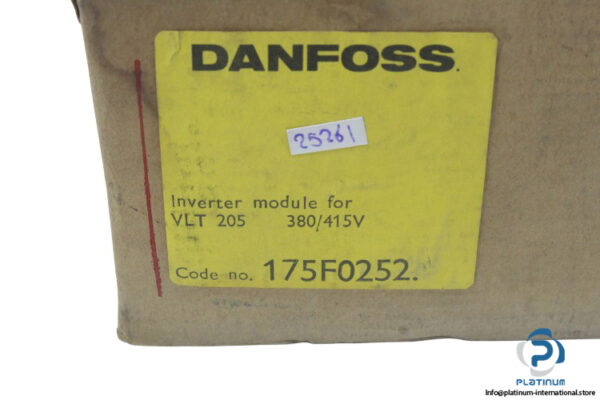 DANFOSS.
25261
Inverter module for
VLT 205 380/415V
Code no. 175F0252.
PLATINUM
Info@platinum-international.store